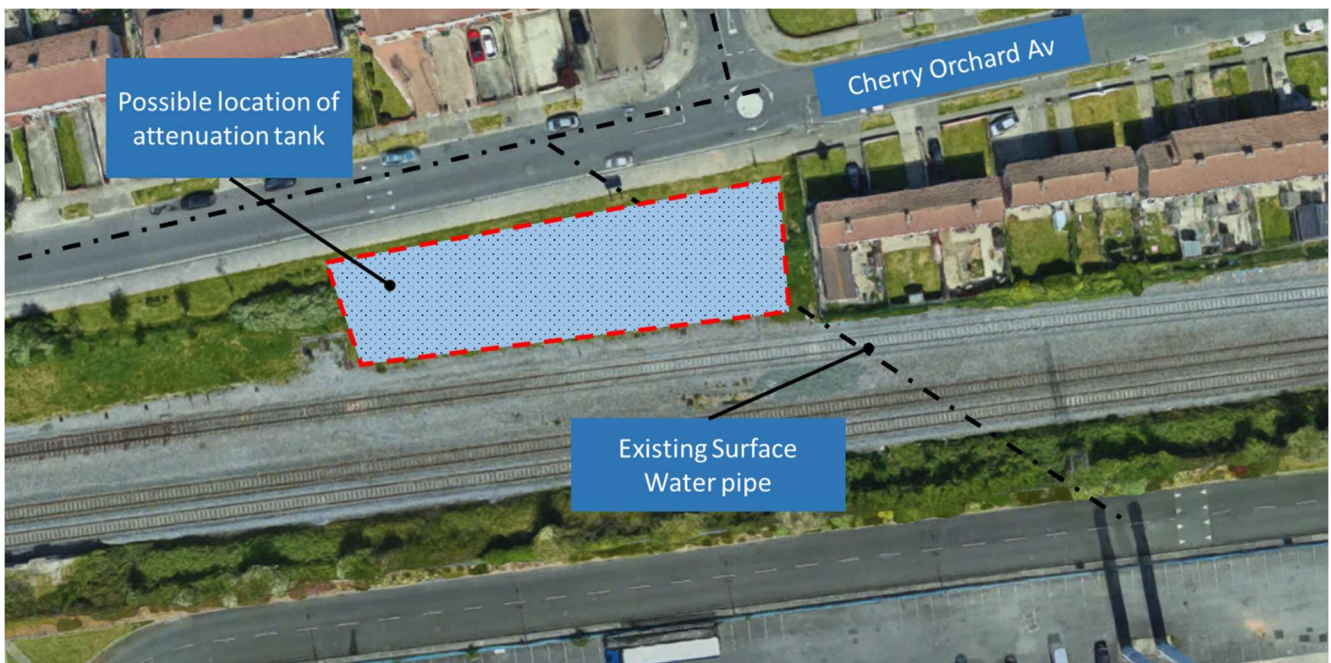 Cherry Orchard Av
Possible location of
attenuation tank
Existing Surface
Water pipe